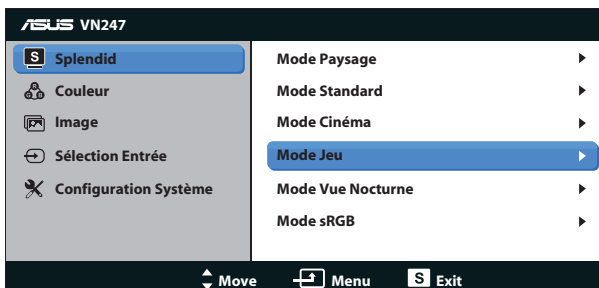 ASUS VN247
S Splendid
Couleur
Image
Sélection Entrée
Configuration Système
Mode Paysage
Mode Standard
Mode Cinéma
Mode Jeu
Mode Vue Nocturne
Mode sRGB
Move Menu S Exit